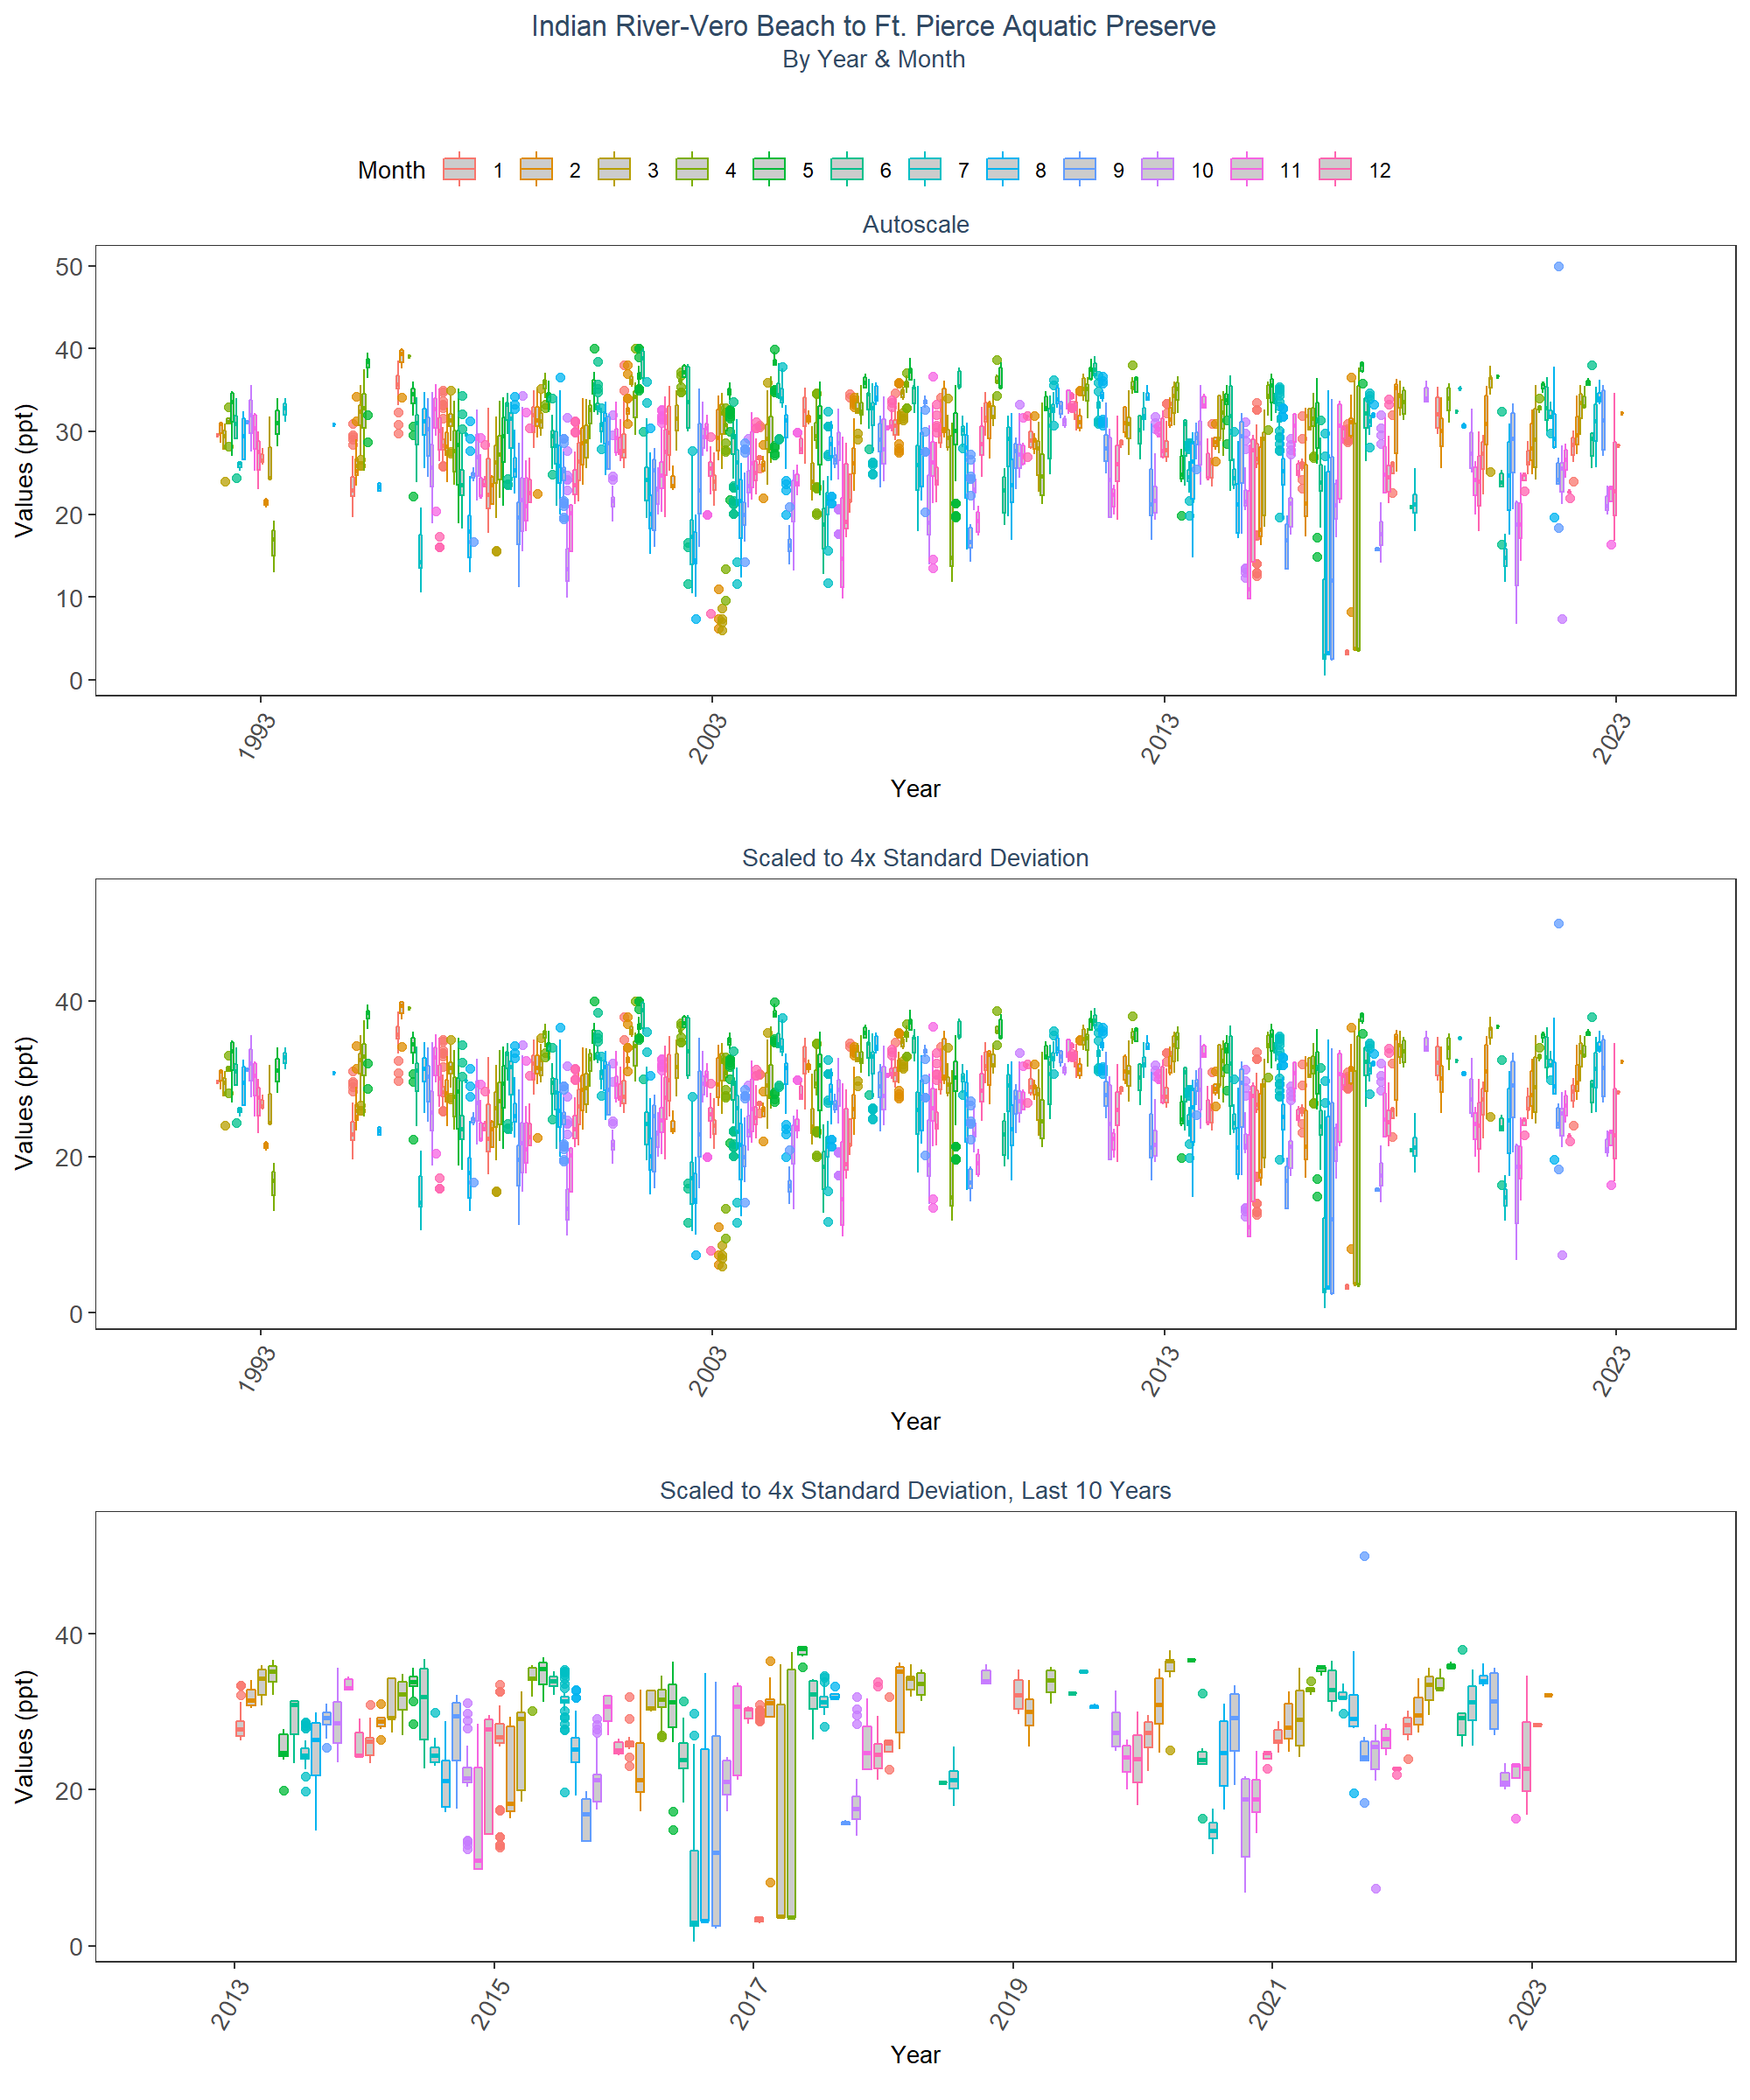 Indian River-Vero Beach to Ft. Pierce Aquatic Preserve
By Year & Month
Month 1 2 3 4 5 6 7 8 9 10 11 12
Autoscale
Values (ppt)
50
40
30
20
10
0
1993 2003 2013 2023
Year
Scaled to 4x Standard Deviation
Values (ppt)
40
20
0
1993 2003 2013 2023
Year
Scaled to 4x Standard Deviation, Last 10 Years
Values (ppt)
40
20
0
2013 2015 2017 2019 2021 2023
Year